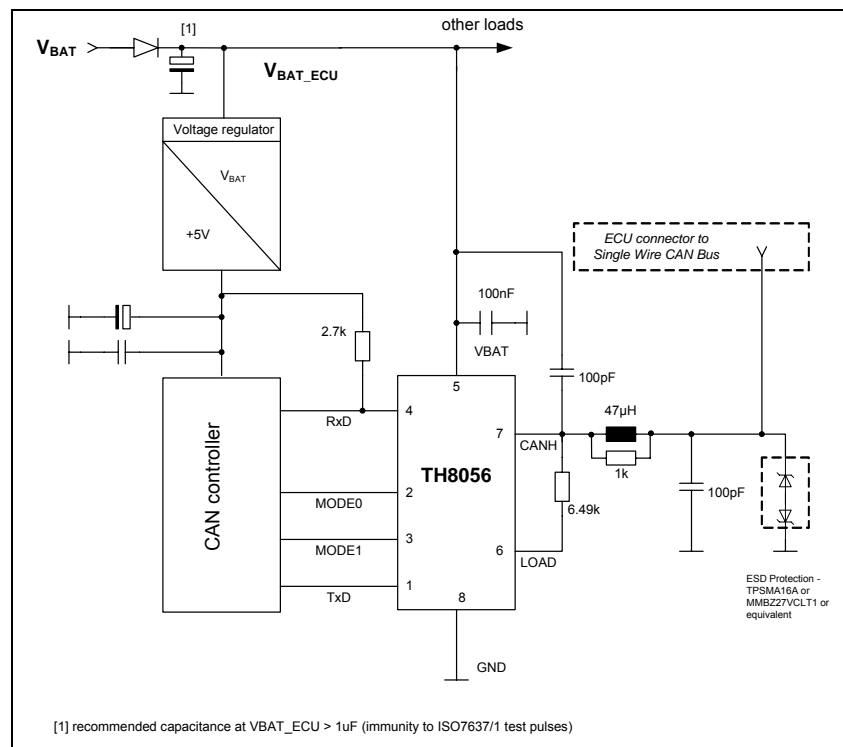 [1]
other loads
VBAT
VBAT_ECU
Voltage regulator
VBAT
+5V
ECU connector to
Single Wire CAN Bus
100nF
VBAT
2.7k
100pF
5
47µH
RxD
4
7
CANH
TH8056
1k
CAN controller
MODE0
2
6.49k
100pF
MODE1
3
6
LOAD
TxD
1
8
ESD Protection -
TPSMA16A or
MMBZ27VCLT1 or
equivalent
GND
[1] recommended capacitance at VBAT_ECU > 1uF (immunity to ISO7637/1 test pulses)